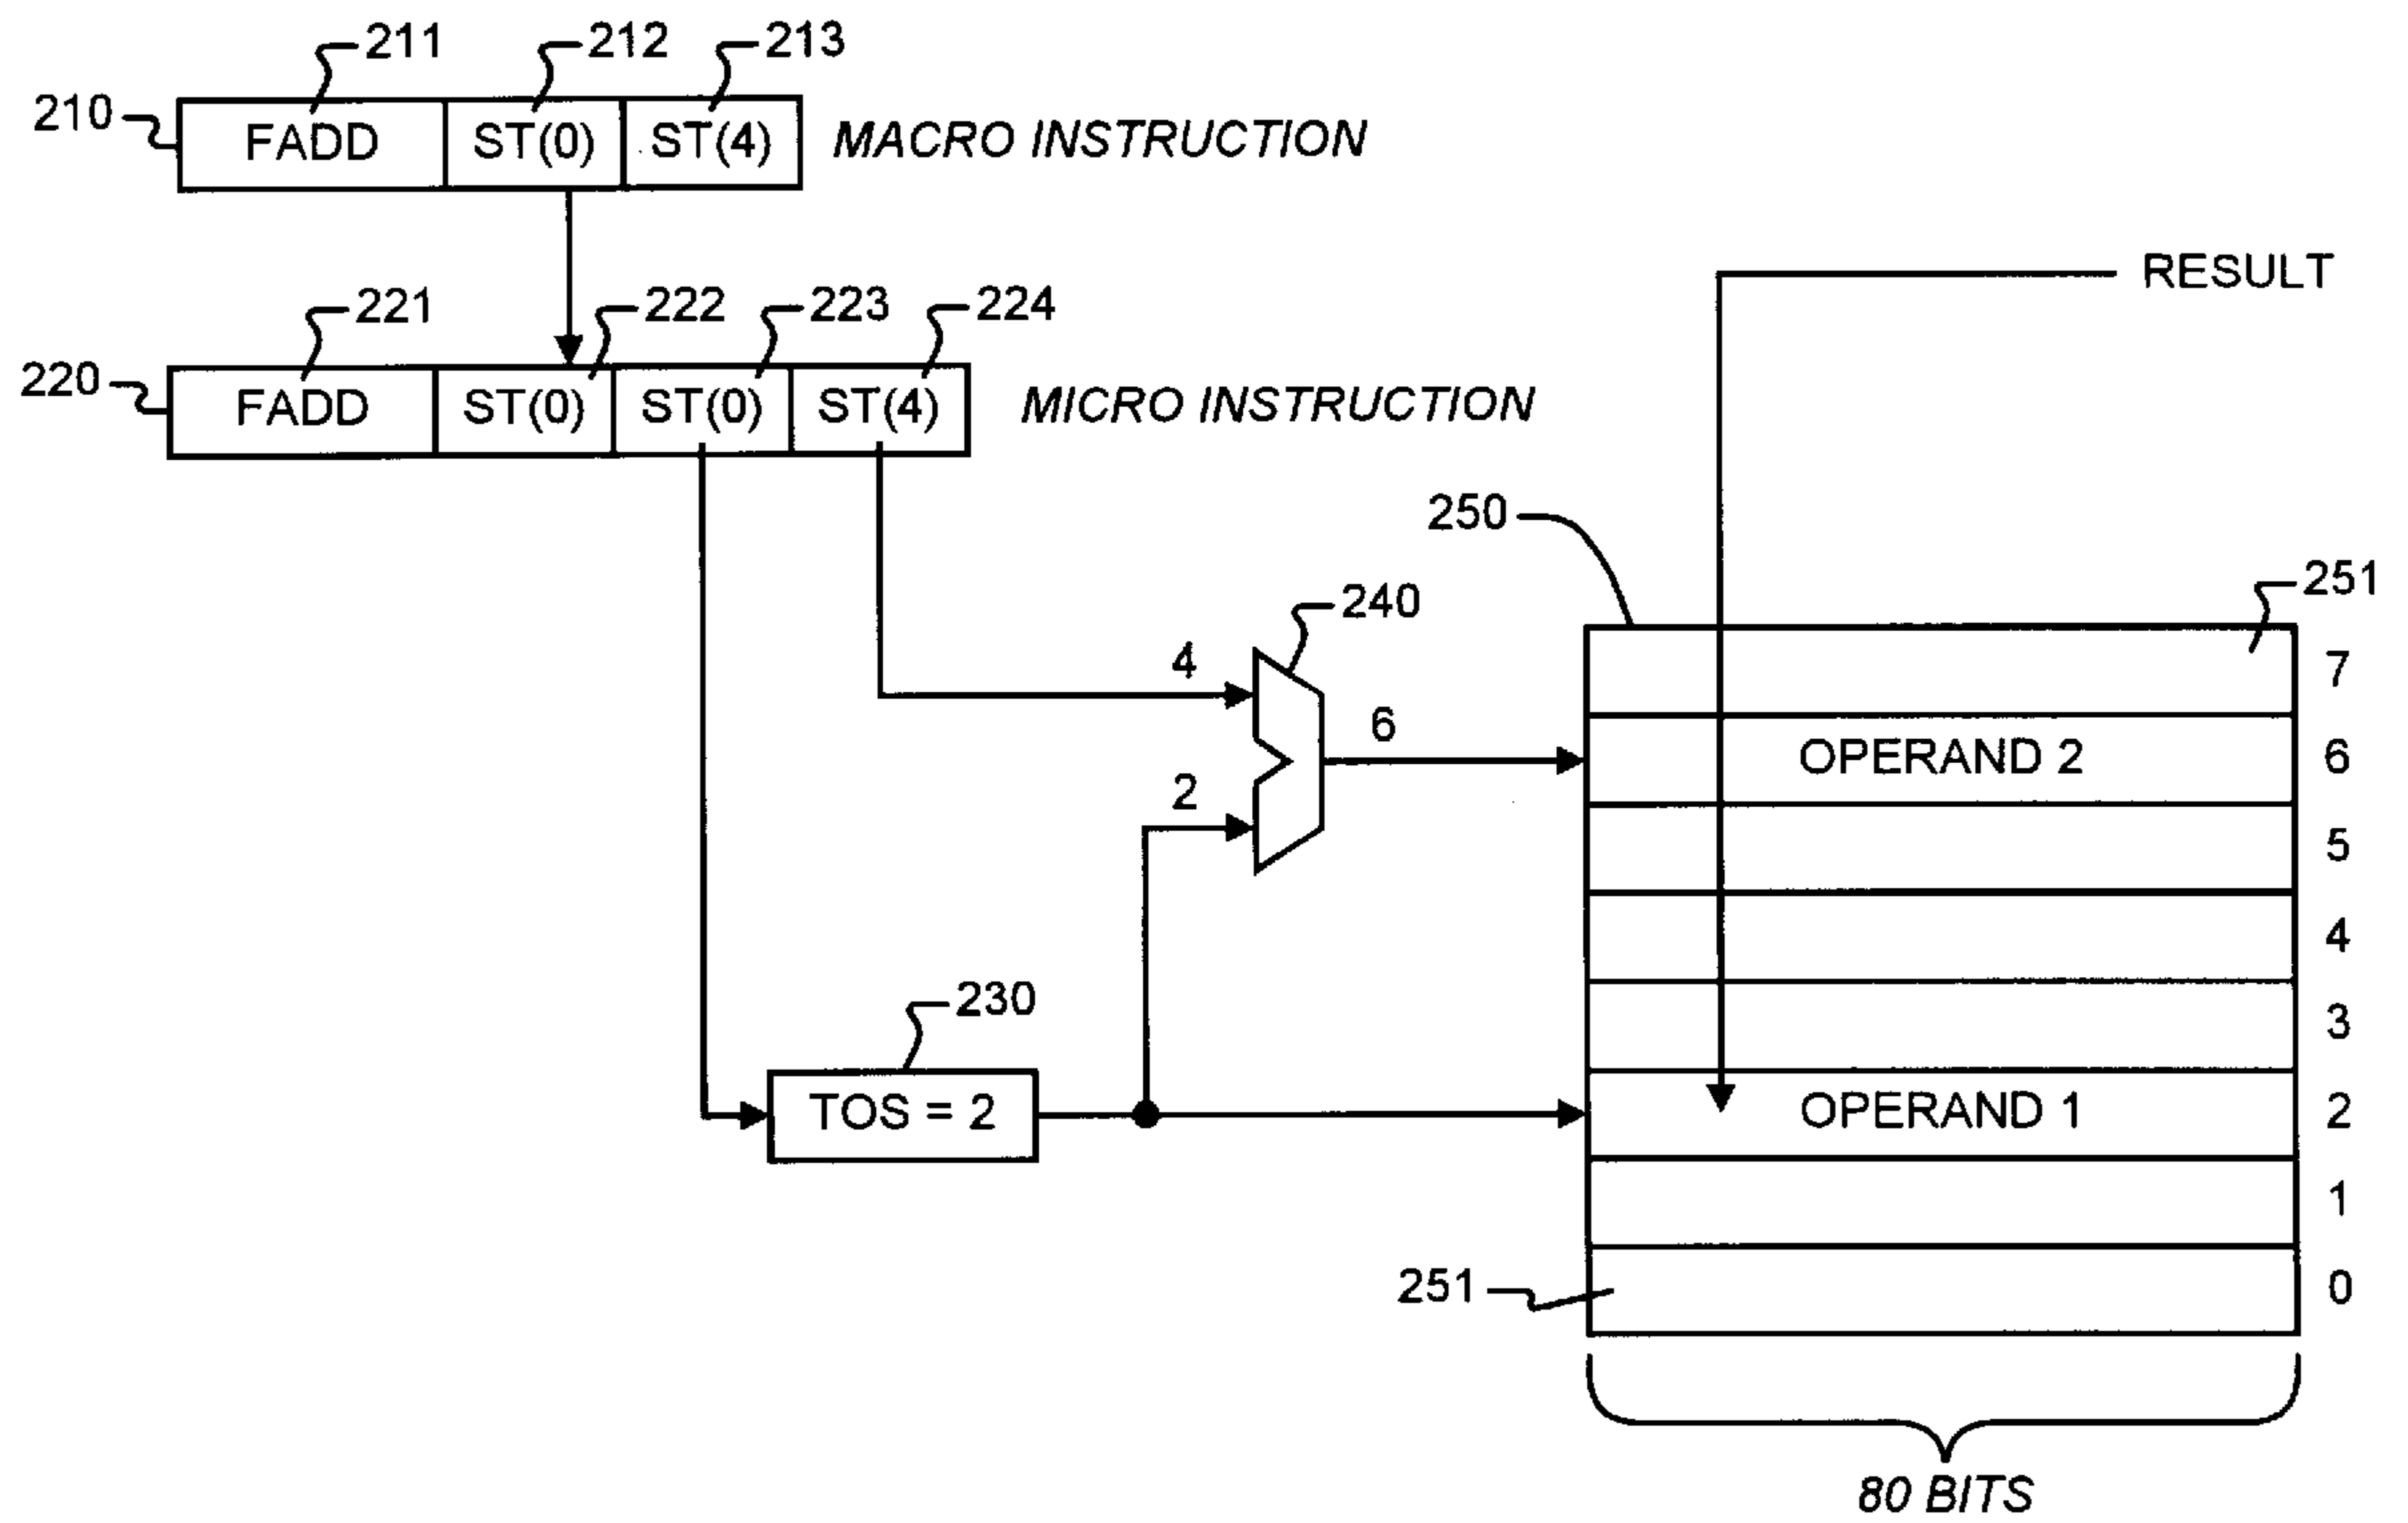 211
212
213
210
FADD
ST(0)
ST(4)
MACRO INSTRUCTION
RESULT
221
222
223
224
220
FADD
ST(0)
ST(0)
ST(4)
MICRO INSTRUCTION
250
251
240
4
7
6
OPERAND 2
6
2
5
4
230
3
TOS = 2
OPERAND 1
2
1
251
0
80 BITS